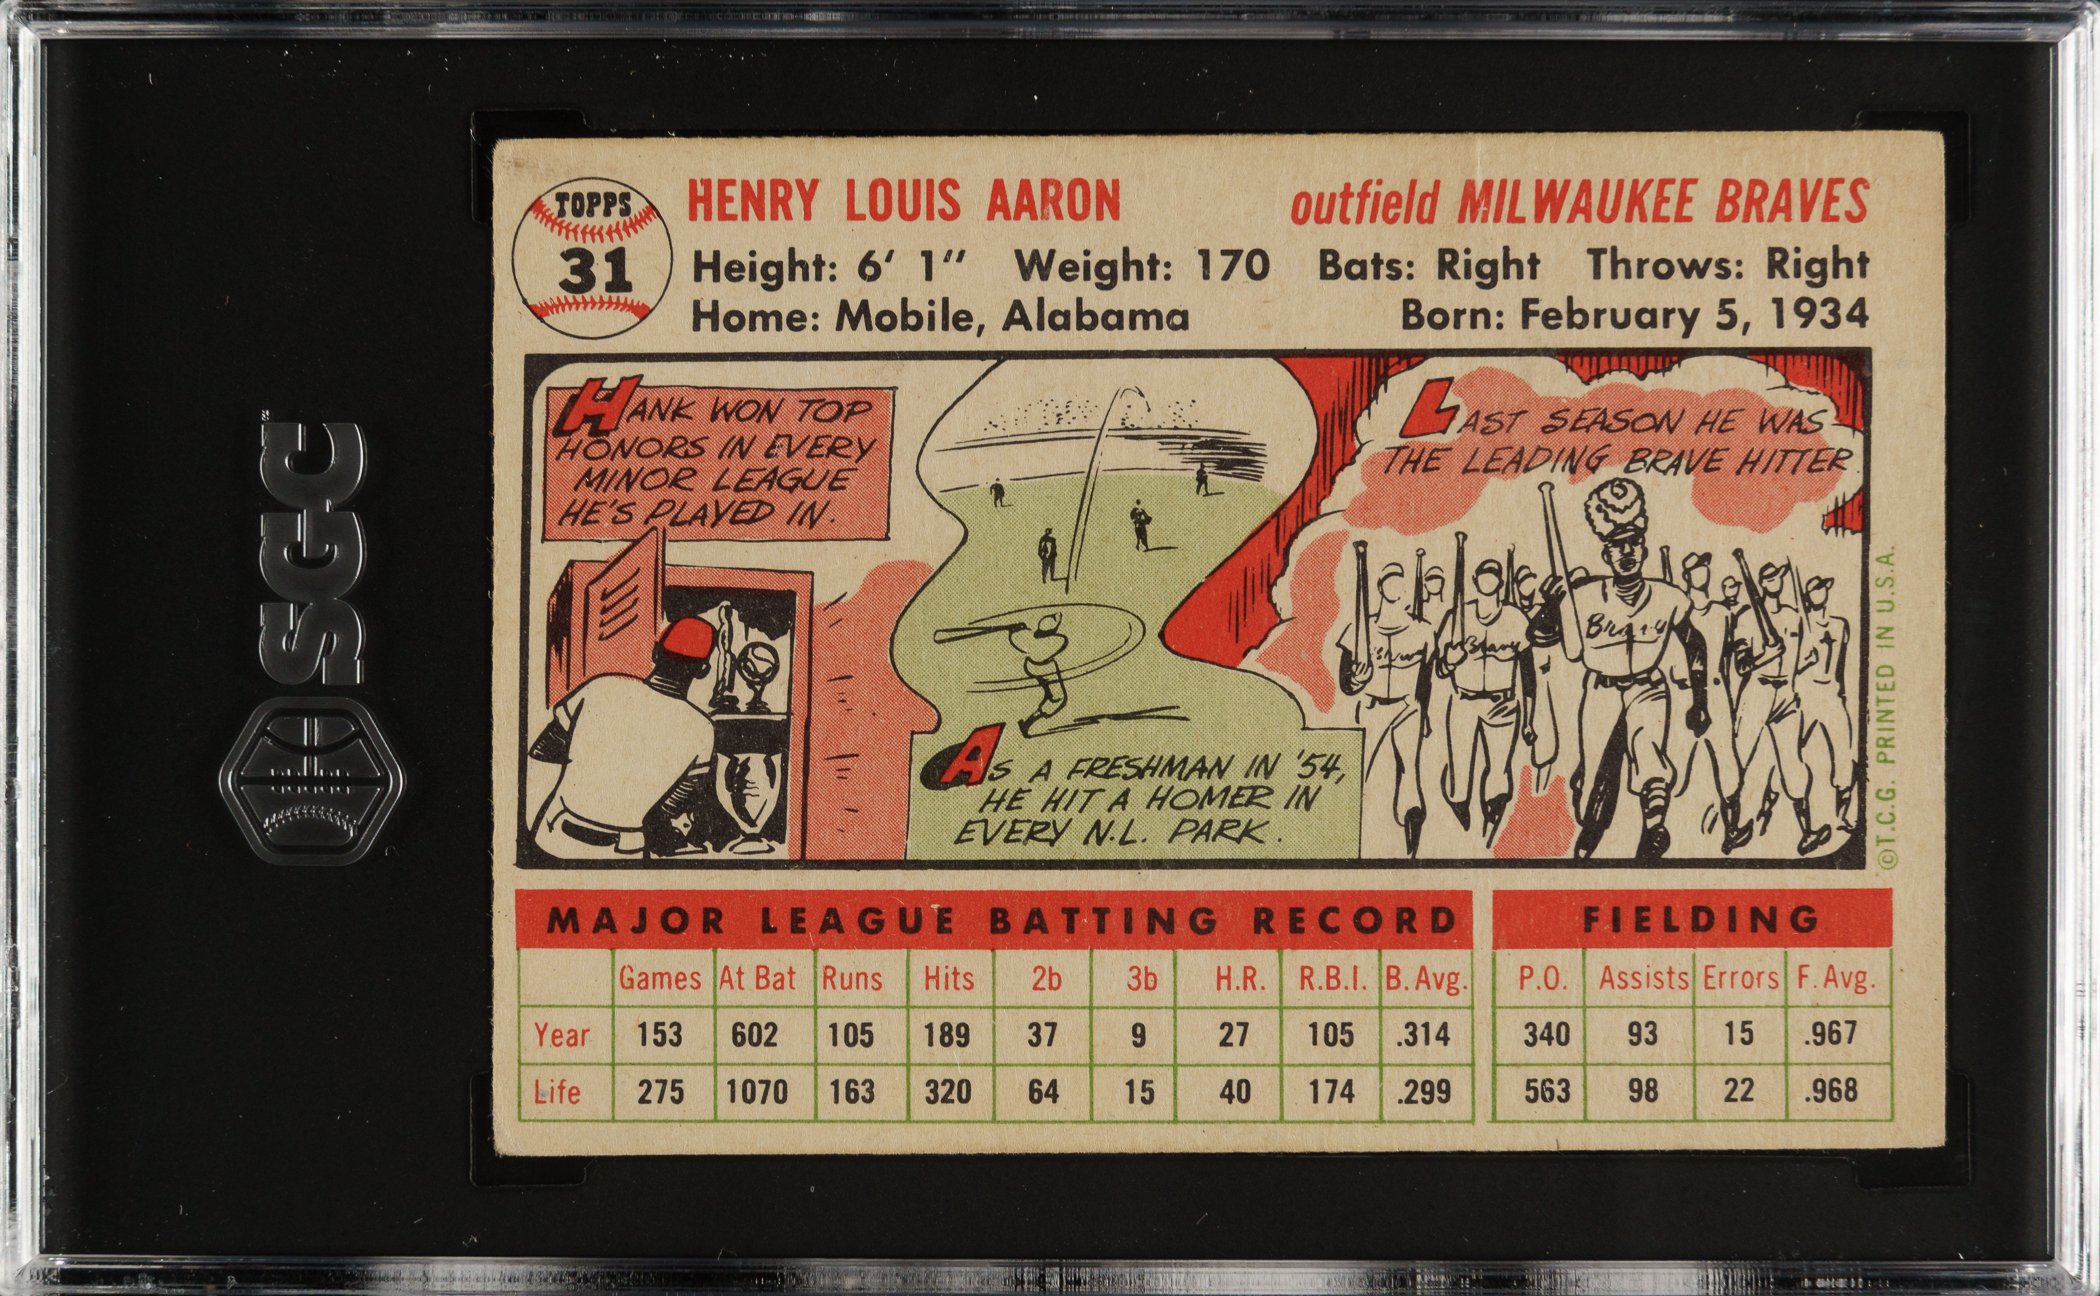 SGC
TM
TOPPS
31
HENRY LOUIS AARON
outfield MILWAUKEE BRAVES
Height: 6' 1" Weight: 170 Bats: Right Throws: Right
Home: Mobile, Alabama Born: February 5, 1934
HANK WON TOP
HONORS IN EVERY
MINOR LEAGUE
HE'S PLAYED IN.
AS A FRESHMAN IN '54,
HE HIT A HOMER IN
EVERY N.L. PARK.
LAST SEASON HE WAS
THE LEADING BRAVE HITTER
©T.C.G. PRINTED IN U.S.A.
MAJOR LEAGUE BATTING RECORD FIELDING
Games At Bat Runs Hits 2b 3b H.R. R.B.I. B. Avg. P.O. Assists Errors F. Avg.
Year 153 602 105 189 37 9 27 105 .314 340 93 15 .967
Life 275 1070 163 320 64 15 40 174 .299 563 98 22 .968